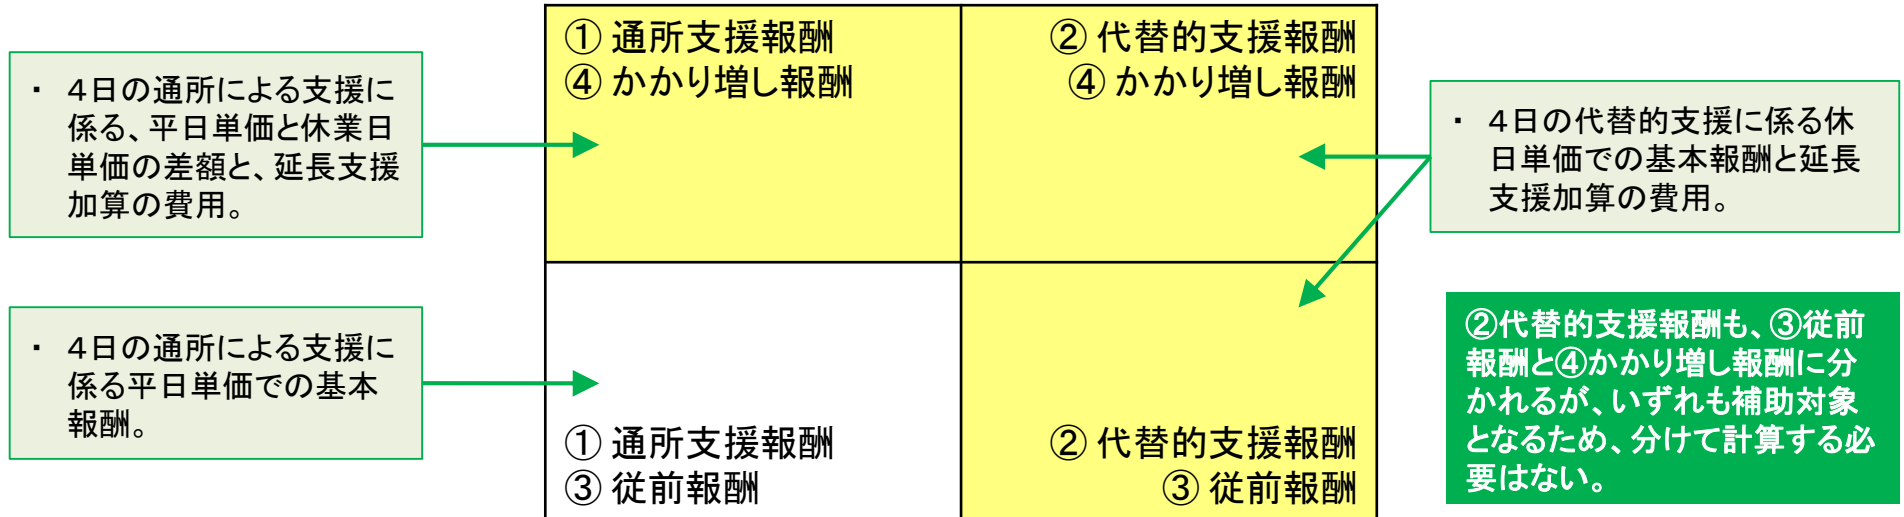 ・ 4日の通所による支援に
係る、平日単価と休業日
単価の差額と、延長支援
加算の費用。
・ 4日の通所による支援に
係る平日単価での基本
報酬。
① 通所支援報酬
④ かかり増し報酬
② 代替的支援報酬
④ かかり増し報酬
① 通所支援報酬
③ 従前報酬
② 代替的支援報酬
③ 従前報酬
・ 4日の代替的支援に係る休
日単価での基本報酬と延長
支援加算の費用。
②代替的支援報酬も、③従前
報酬と④かかり増し報酬に分
かれるが、いずれも補助対象
となるため、分けて計算する必
要はない。